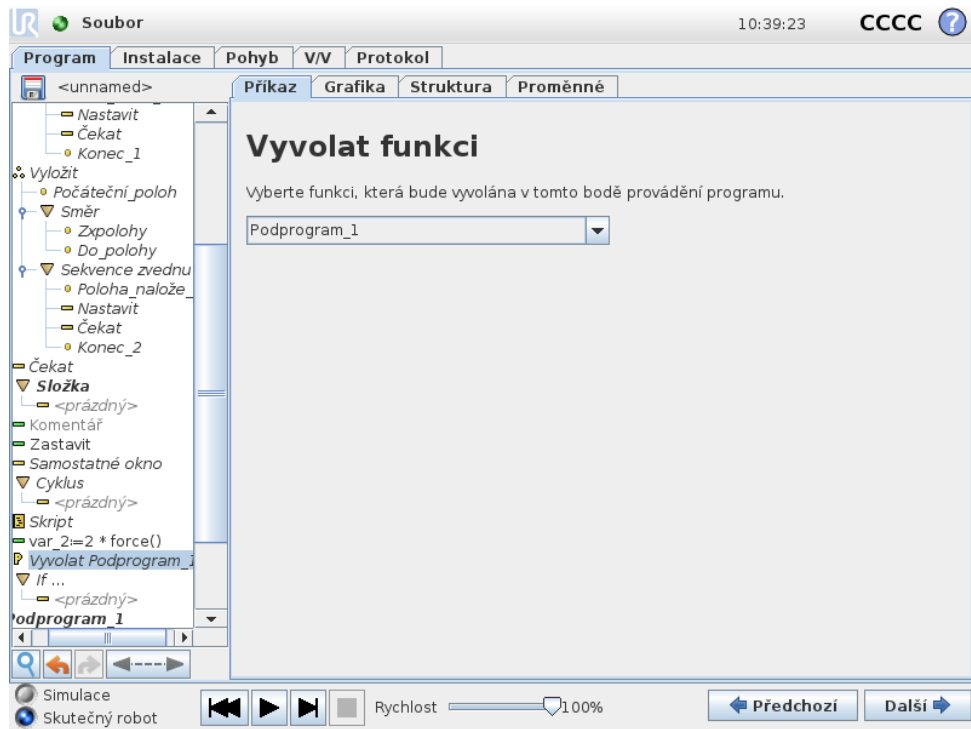 UR Soubor 10:39:23 CCCC ?
Program Instalace Pohyb V/V Protokol
<unnamed>
Příkaz Grafika Struktura Proměnné
Nastavit
Čekat
Konec_1
Vyložit
Počáteční_poloh
Směr
Zxpolohy
Do_polohy
Sekvence zvednu
Poloha_nalože_
Nastavit
Čekat
Konec_2
Čekat
Složka
<prázdný>
Komentář
Zastavit
Samostatné okno
Cyklus
<prázdný>
Skript
var_2:=2 * force()
Vyvolat Podprogram_1
If ...
<prázdný>
Podprogram_1
Vyvolat funkci
Vyberte funkci, která bude vyvolána v tomto bodě provádění programu.
Podprogram_1
Simulace
Skutečný robot
Rychlost 100%
Předchozí Další